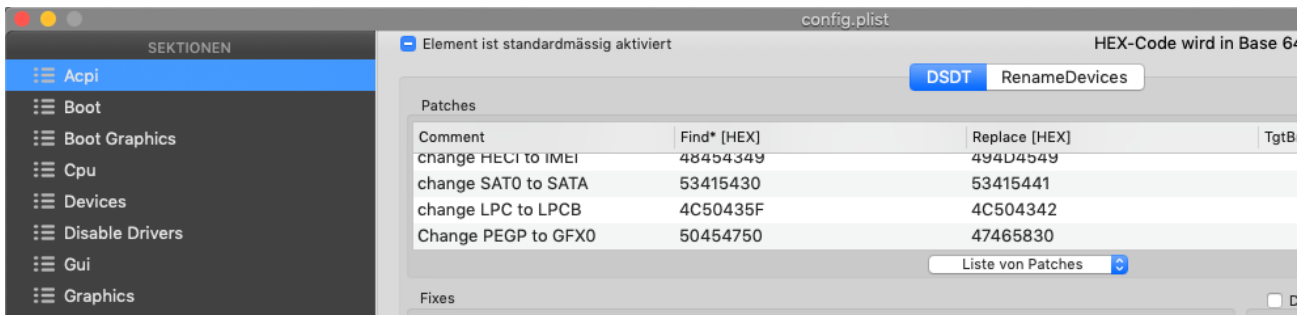 config.plist
SEKTIONEN
Acpi
Boot
Boot Graphics
Cpu
Devices
Disable Drivers
Gui
Graphics
Element ist standardmässig aktiviert
HEX-Code wird in Base 64
DSDT RenameDevices
Patches
Comment Find* [HEX] Replace [HEX] TgtB
change HECI to IMEI 48454349 494D4549
change SAT0 to SATA 53415430 53415441
change LPC to LPCB 4C50435F 4C504342
Change PEGP to GFX0 50454750 47465830
Liste von Patches
Fixes